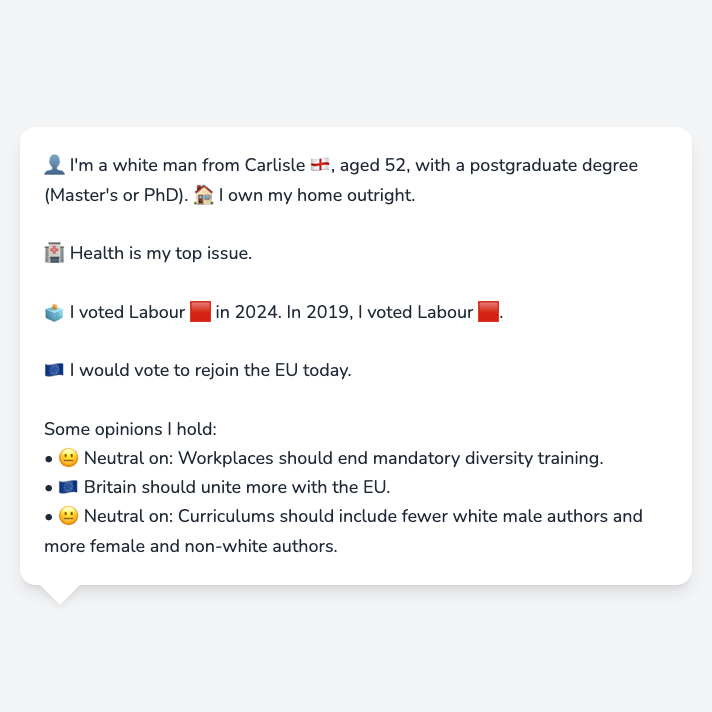 👤 I'm a white man from Carlisle 🏴󠁧󠁢󠁥󠁮󠁧󠁿, aged 52, with a postgraduate degree
(Master's or PhD). 🏠 I own my home outright.
🏥 Health is my top issue.
🗳️ I voted Labour 🟥 in 2024. In 2019, I voted Labour 🟥.
🇪🇺 I would vote to rejoin the EU today.
Some opinions I hold:
• 😐 Neutral on: Workplaces should end mandatory diversity training.
• 🇪🇺 Britain should unite more with the EU.
• 😐 Neutral on: Curriculums should include fewer white male authors and
more female and non-white authors.